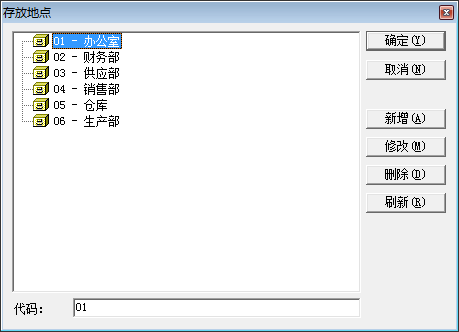 存放地点
01 - 办公室
02 - 财务部
03 - 供应部
04 - 销售部
05 - 仓库
06 - 生产部
确定(Y)
取消(N)
新增(A)
修改(M)
删除(D)
刷新(R)
代码: 01